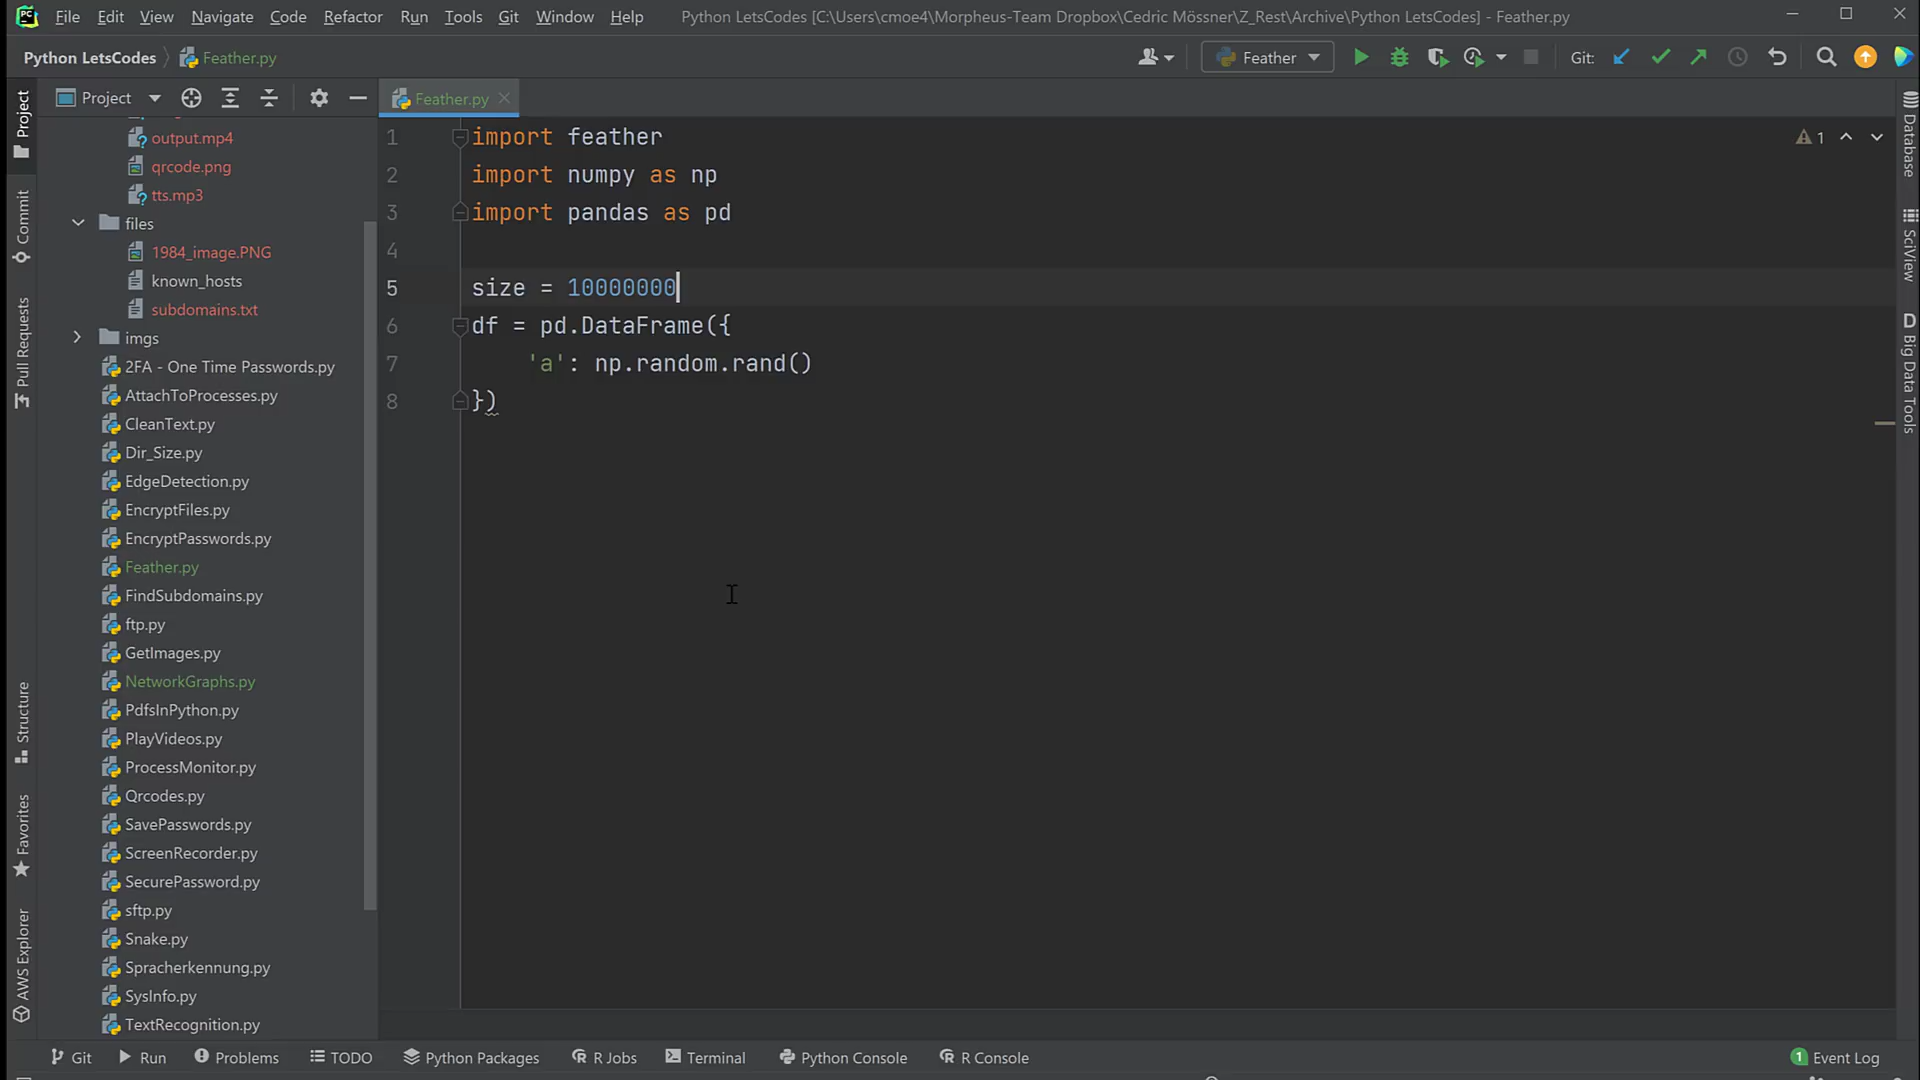 File Edit View Navigate Code Refactor Run Tools Git Window Help Python LetsCodes [C:\Users\cmoe4\Morpheus-Team Dropbox\Cedric Mössner\Z_Rest\Archive\Python LetsCodes] - Feather.py
Python LetsCodes Feather.py Feather Git:
Project Feather.py
output.mp4
qrcode.png
tts.mp3
files
1984_image.PNG
known_hosts
subdomains.txt
imgs
2FA - One Time Passwords.py
AttachToProcesses.py
CleanText.py
Dir_Size.py
EdgeDetection.py
EncryptFiles.py
EncryptPasswords.py
Feather.py
FindSubdomains.py
ftp.py
GetImages.py
NetworkGraphs.py
PdfsInPython.py
PlayVideos.py
ProcessMonitor.py
Qrcodes.py
SavePasswords.py
ScreenRecorder.py
SecurePassword.py
sftp.py
Snake.py
Spracherkennung.py
SysInfo.py
TextRecognition.py
1 import feather
2 import numpy as np
3 import pandas as pd
4
5 size = 10000000
6 df = pd.DataFrame({
7 'a': np.random.rand()
8 })
1
Project
Commit
Pull Requests
Structure
Favorites
AWS Explorer
Database
SciView
D Big Data Tools
Git Run Problems TODO Python Packages R Jobs Terminal Python Console R Console 1 Event Log